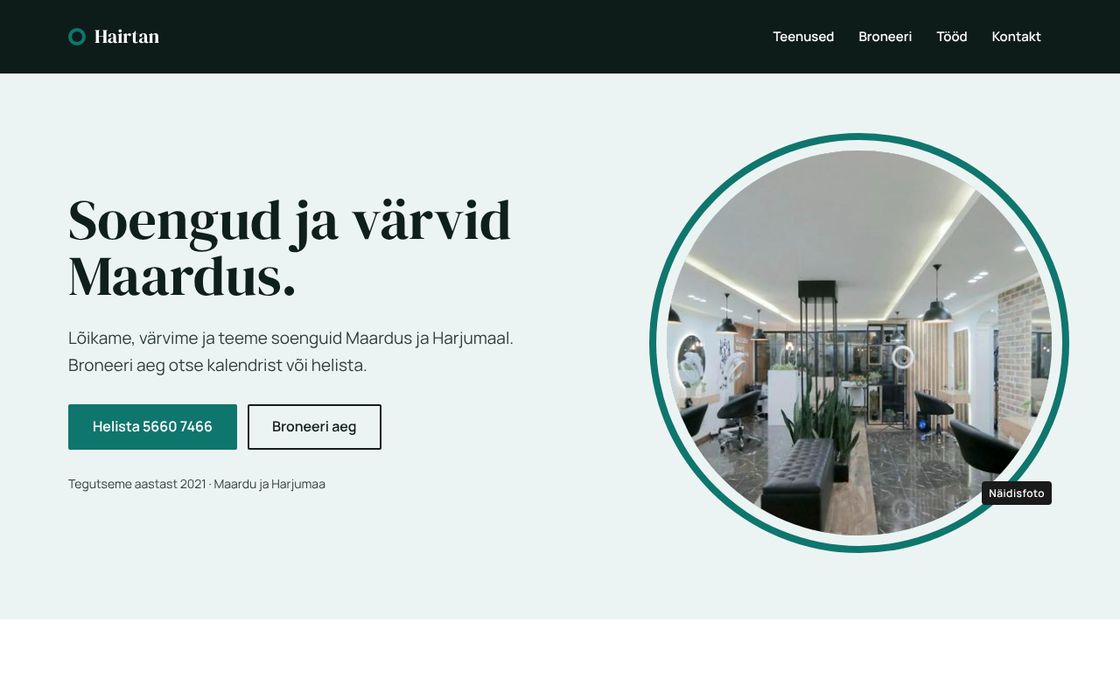 Hairtan
Teenused Broneeri Tööd Kontakt
Soengud ja värvid
Maardus.
Lõikame, värvime ja teeme soenguid Maardus ja Harjumaal.
Broneeri aeg otse kalendrist või helista.
Helista 5660 7466 Broneeri aeg
Tegutseme aastast 2021 · Maardu ja Harjumaa
Näidisfoto